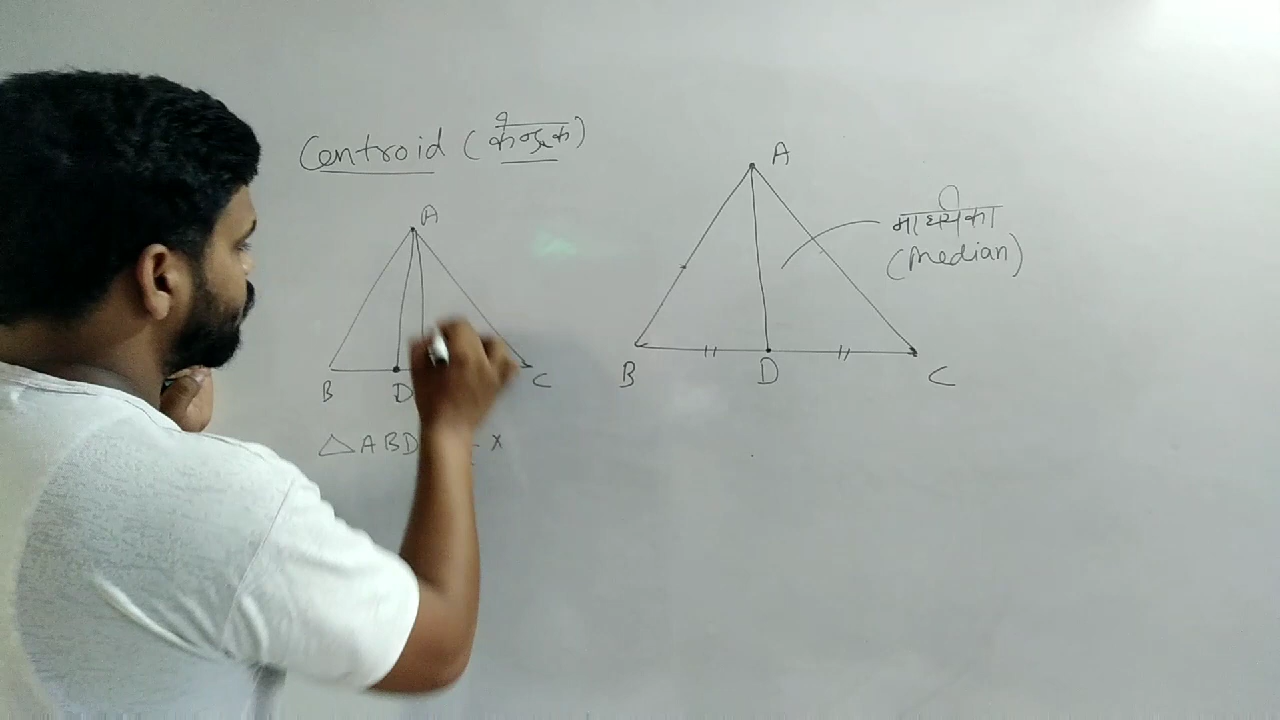 Centroid (केन्द्रक)
A
B D C
△ABD
x
A
माध्यिका
(Median)
B D C